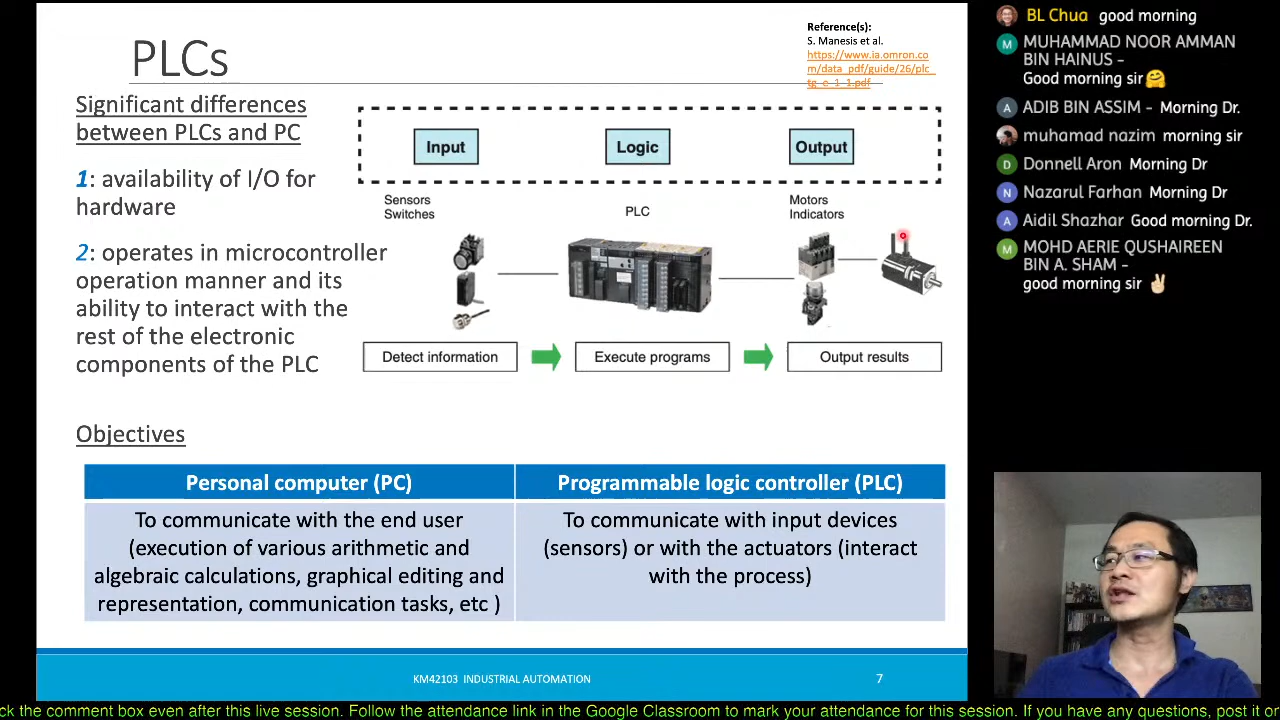 PLCs
Reference(s):
S. Manesis et al.
https://www.ia.omron.co
m/data_pdf/guide/26/plc_
tg_e_1_1.pdf
Significant differences
between PLCs and PC
1: availability of I/O for
hardware
2: operates in microcontroller
operation manner and its
ability to interact with the
rest of the electronic
components of the PLC
Input
Logic
Output
Sensors
Switches
PLC
Motors
Indicators
Detect information
Execute programs
Output results
Objectives
Personal computer (PC)
Programmable logic controller (PLC)
To communicate with the end user
(execution of various arithmetic and
algebraic calculations, graphical editing and
representation, communication tasks, etc )
To communicate with input devices
(sensors) or with the actuators (interact
with the process)
KM42103 INDUSTRIAL AUTOMATION
7
BL Chua good morning
M
MUHAMMAD NOOR AMMAN
BIN HAINUS -
Good morning sir🤗
A
ADIB BIN ASSIM - Morning Dr.
muhamad nazim morning sir
D
Donnell Aron Morning Dr
N
Nazarul Farhan Morning Dr
A
Aidil Shazhar Good morning Dr.
M
MOHD AERIE QUSHAIREEN
BIN A. SHAM -
good morning sir ✌🏻
ck the comment box even after this live session. Follow the attendance link in the Google Classroom to mark your attendance for this session. If you have any questions, post it or